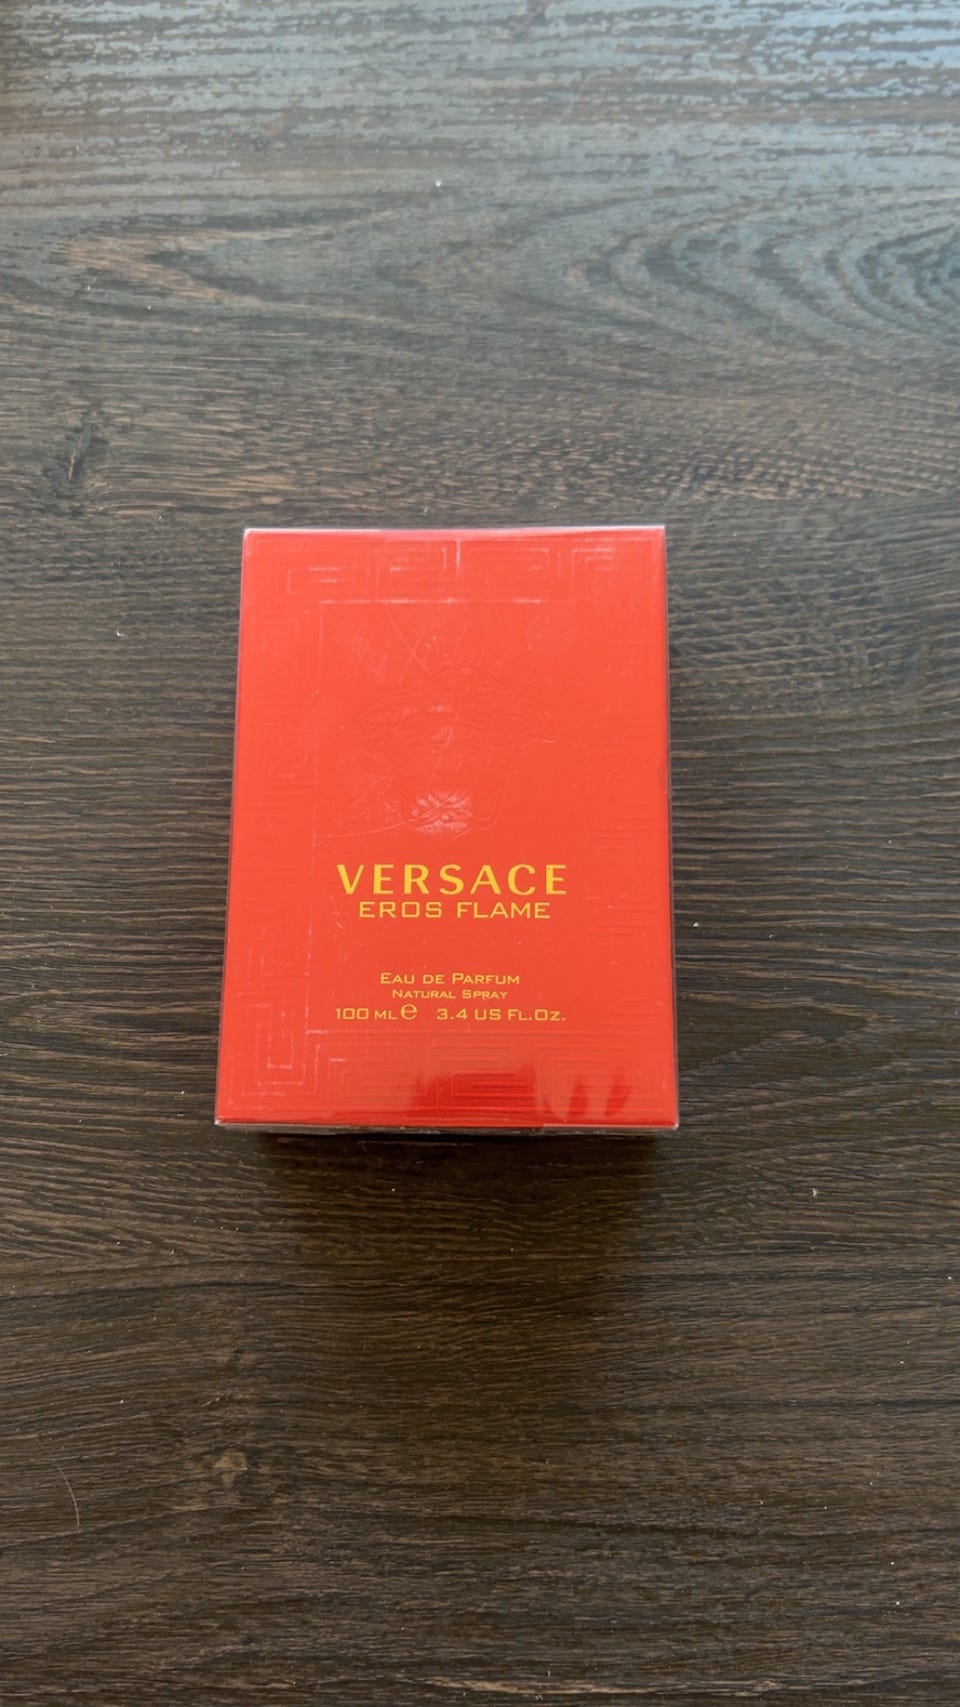 VERSACE
EROS FLAME
EAU DE PARFUM
NATURAL SPRAY
100 ML ℮ 3.4 US FL.OZ.